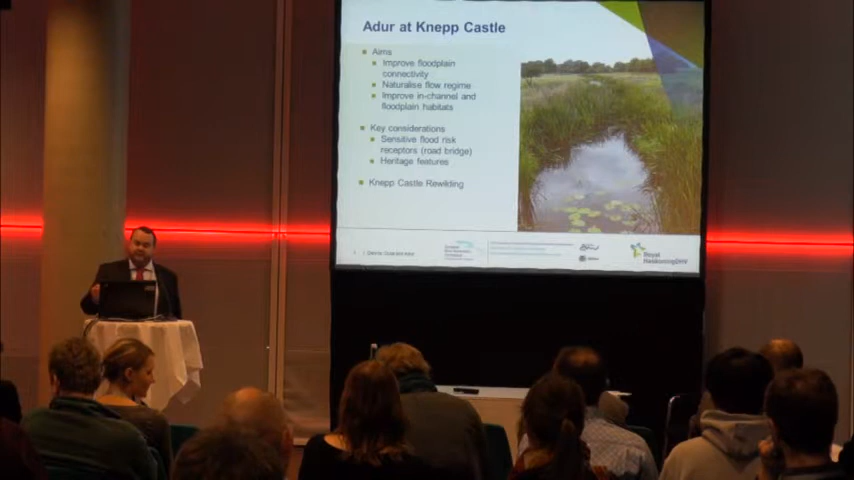 Adur at Knepp Castle
Aims
Improve floodplain
connectivity
Naturalise flow regime
Improve in-channel and
floodplain habitats
Key considerations
Sensitive flood risk
receptors (road bridge)
Heritage features
Knepp Castle Rewilding
Royal
HaskoningDHV